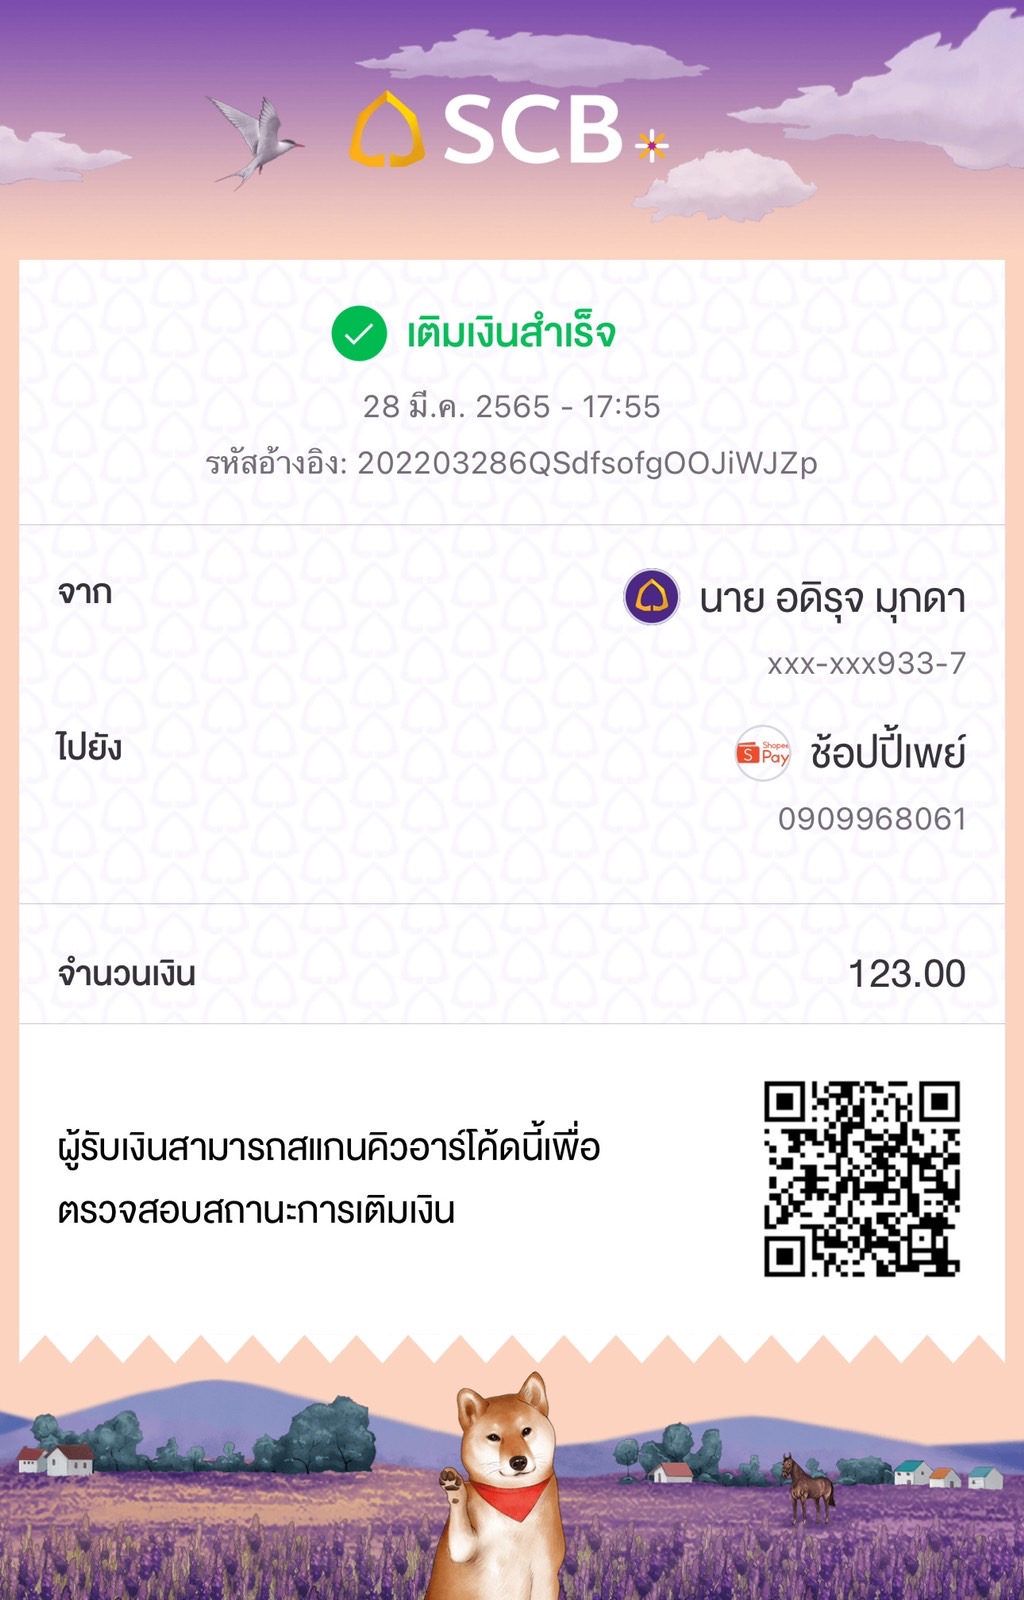 SCB
เติมเงินสำเร็จ
28 มี.ค. 2565 - 17:55
รหัสอ้างอิง: 202203286QSdfsofgOOJiWJZp
จาก
นาย อดิรุจ มุกดา
xxx-xxx933-7
ไปยัง
Shopee
Pay
ช้อปปี้เพย์
0909968061
จำนวนเงิน
123.00
ผู้รับเงินสามารถสแกนคิวอาร์โค้ดนี้เพื่อ
ตรวจสอบสถานะการเติมเงิน